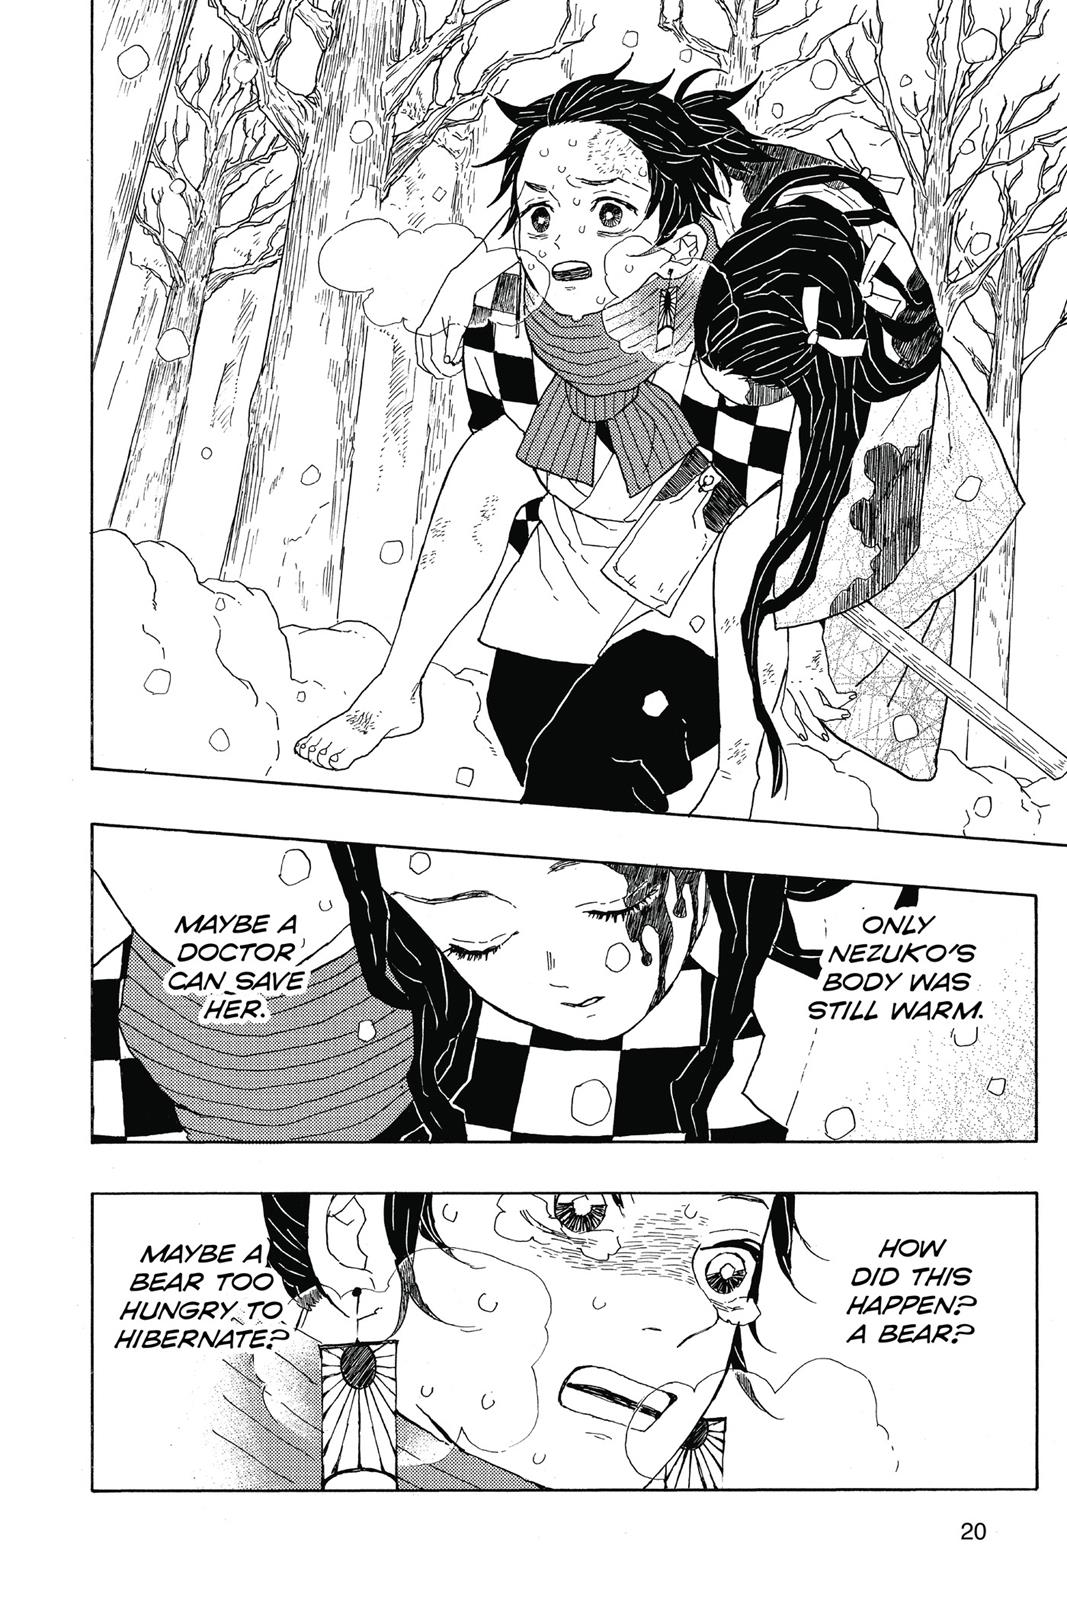 ONLY
NEZUKO'S
BODY WAS
STILL WARM.
MAYBE A
DOCTOR
CAN SAVE
HER.
HOW
DID THIS
HAPPEN?
A BEAR?
MAYBE A
BEAR TOO
HUNGRY TO
HIBERNATE?
20